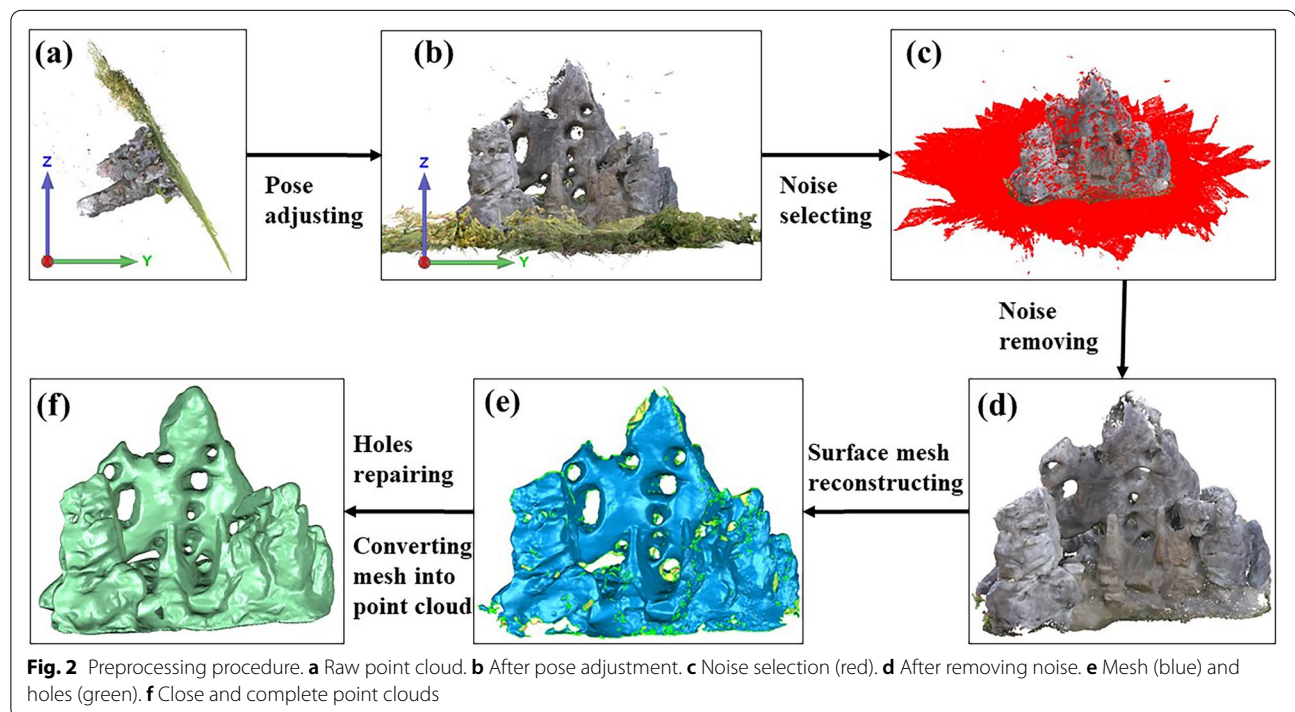 (a)
Z
Y
X
Pose
adjusting
(b)
Z
Y
X
Noise
selecting
(c)
Noise
removing
(d)
Surface mesh
reconstructing
(e)
Holes
repairing
Converting
mesh into
point cloud
(f)
Fig. 2 Preprocessing procedure. a Raw point cloud. b After pose adjustment. c Noise selection (red). d After removing noise. e Mesh (blue) and
holes (green). f Close and complete point clouds